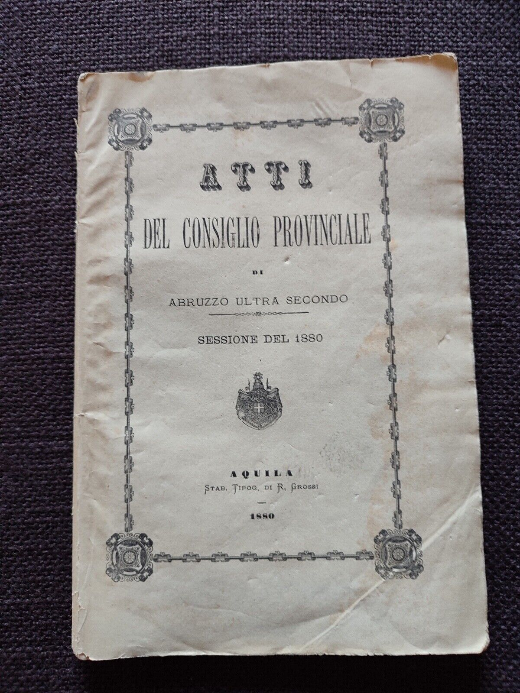 ATTI
DEL CONSIGLIO PROVINCIALE
DI
ABRUZZO ULTRA SECONDO
SESSIONE DEL 1880
AQUILA
STAB. TIPOG. DI R. GROSSI
1880